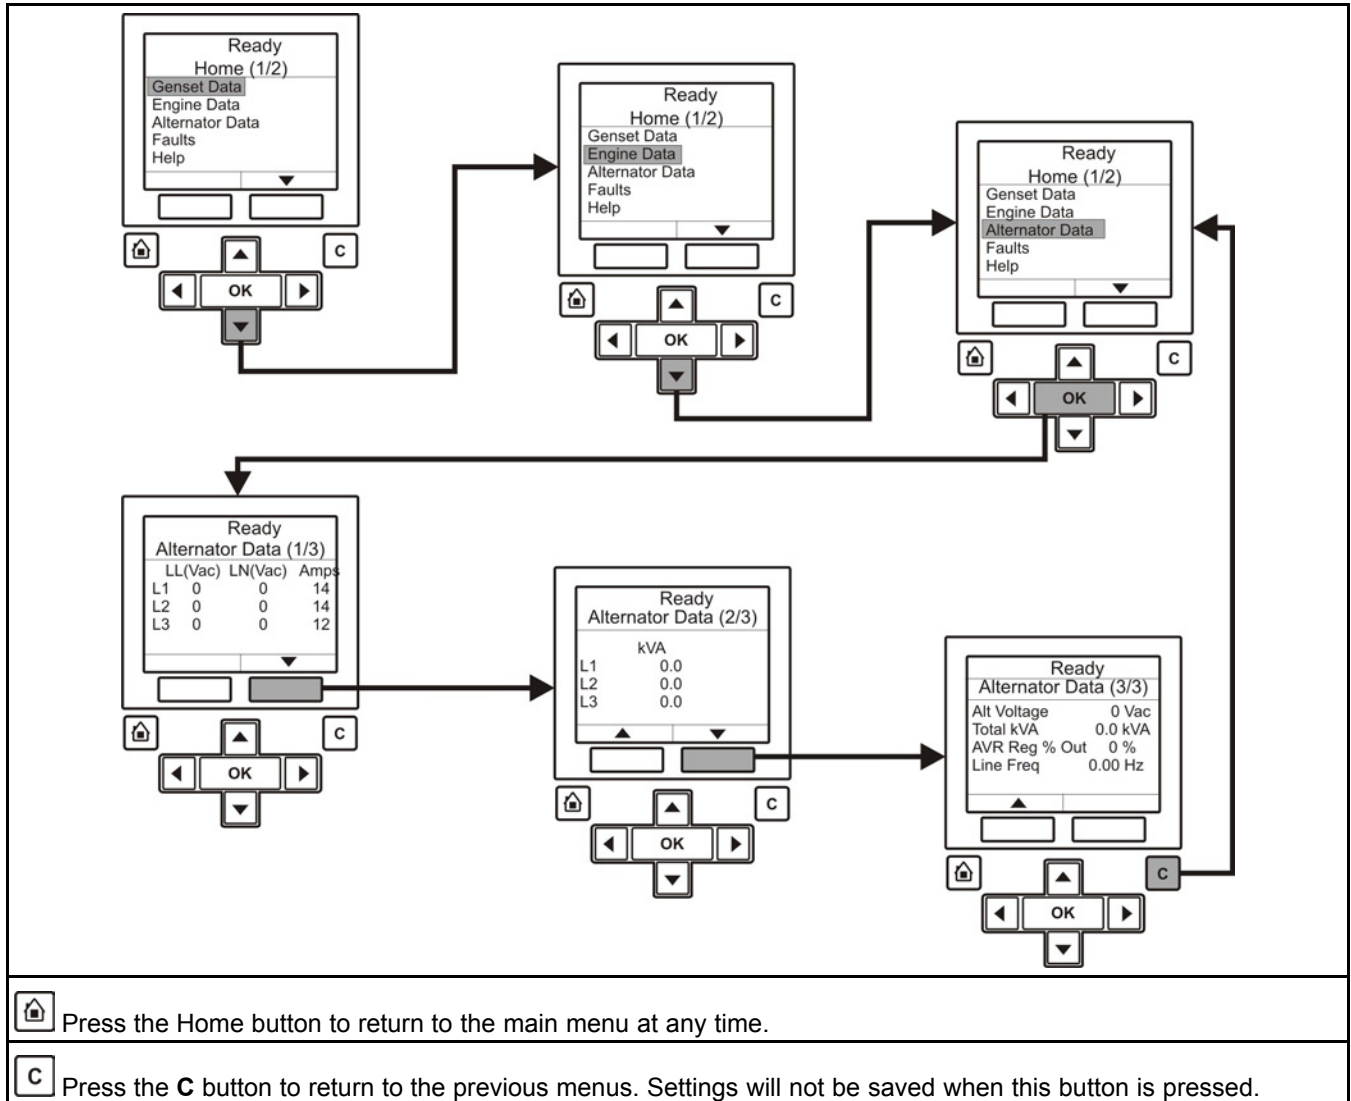 Ready
Home (1/2)
Genset Data
Engine Data
Alternator Data
Faults
Help
C
OK
Ready
Home (1/2)
Genset Data
Engine Data
Alternator Data
Faults
Help
C
OK
Ready
Home (1/2)
Genset Data
Engine Data
Alternator Data
Faults
Help
C
OK
Ready
Alternator Data (1/3)
LL(Vac) LN(Vac) Amps
L1 0 0 14
L2 0 0 14
L3 0 0 12
C
OK
Ready
Alternator Data (2/3)
kVA
L1 0.0
L2 0.0
L3 0.0
C
OK
Ready
Alternator Data (3/3)
Alt Voltage 0 Vac
Total kVA 0.0 kVA
AVR Reg % Out 0 %
Line Freq 0.00 Hz
C
OK
Press the Home button to return to the main menu at any time.
C Press the C button to return to the previous menus. Settings will not be saved when this button is pressed.